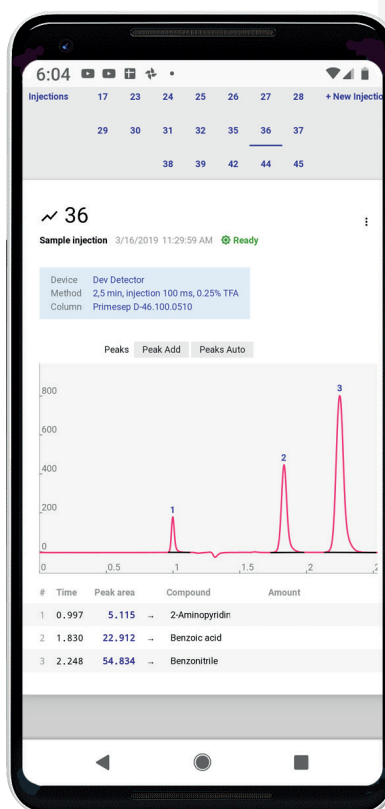 6:04
Injections 17 23 24 25 26 27 28 + New Injectio
29 30 31 32 35 36 37
38 39 42 44 45
36
Sample injection 3/16/2019 11:29:59 AM Ready
Device Dev Detector
Method 2,5 min, injection 100 ms, 0.25% TFA
Column Primesep D-46.100.0510
Peaks Peak Add Peaks Auto
800
3
600
2
400
200
1
0
0 0.5 1 1.5 2
# Time Peak area Compound Amount
1 0.997 5.115 → 2-Aminopyridin
2 1.830 22.912 → Benzoic acid
3 2.248 54.834 → Benzonitrile